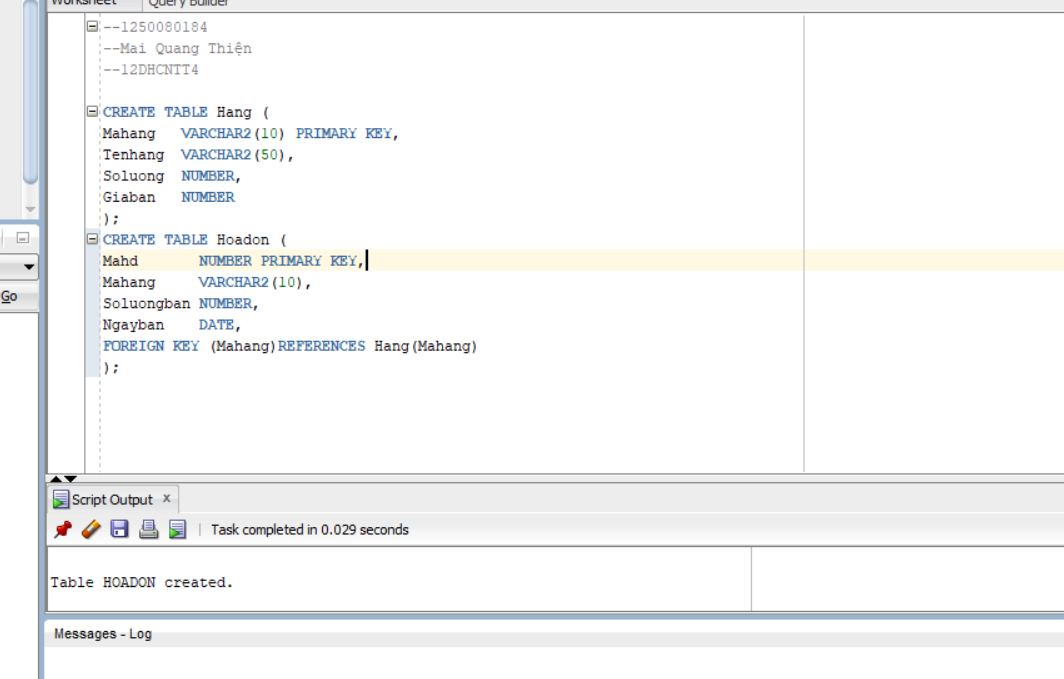 Worksheet Query Builder
--1250080184
--Mai Quang Thiện
--12DHCNTT4
CREATE TABLE Hang (
Mahang VARCHAR2(10) PRIMARY KEY,
Tenhang VARCHAR2(50),
Soluong NUMBER,
Giaban NUMBER
);
CREATE TABLE Hoadon (
Mahd NUMBER PRIMARY KEY,
Mahang VARCHAR2(10),
Soluongban NUMBER,
Ngayban DATE,
FOREIGN KEY (Mahang)REFERENCES Hang(Mahang)
);
Go
Script Output x
Task completed in 0.029 seconds
Table HOADON created.
Messages - Log